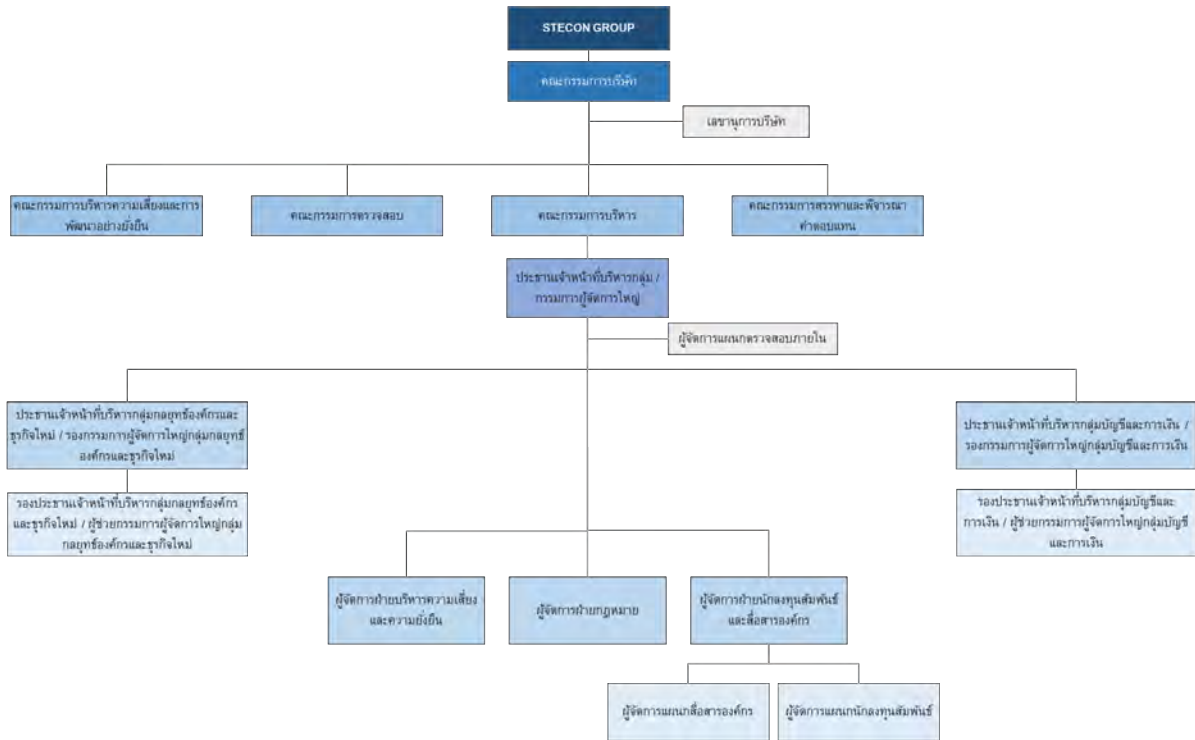 STECON GROUP
คณะกรรมการบริษัท
เลขานุการบริษัท
คณะกรรมการบริหารความเสี่ยงและการ
พัฒนาอย่างยั่งยืน
คณะกรรมการตรวจสอบ
คณะกรรมการบริหาร
คณะกรรมการสรรหาและพิจารณา
ค่าตอบแทน
ประธานเจ้าหน้าที่บริหารกลุ่ม /
กรรมการผู้จัดการใหญ่
ผู้จัดการแผนกตรวจสอบภายใน
ประธานเจ้าหน้าที่บริหารกลุ่มกลยุทธ์องค์กรและ
ธุรกิจใหม่ / รองกรรมการผู้จัดการใหญ่กลุ่มกลยุทธ์
องค์กรและธุรกิจใหม่
ประธานเจ้าหน้าที่บริหารกลุ่มบัญชีและการเงิน /
รองกรรมการผู้จัดการใหญ่กลุ่มบัญชีและการเงิน
รองประธานเจ้าหน้าที่บริหารกลุ่มกลยุทธ์องค์กร
และธุรกิจใหม่ / ผู้ช่วยกรรมการผู้จัดการใหญ่กลุ่ม
กลยุทธ์องค์กรและธุรกิจใหม่
รองประธานเจ้าหน้าที่บริหารกลุ่มบัญชีและ
การเงิน / ผู้ช่วยกรรมการผู้จัดการใหญ่กลุ่มบัญชี
และการเงิน
ผู้จัดการฝ่ายบริหารความเสี่ยง
และความยั่งยืน
ผู้จัดการฝ่ายกฎหมาย
ผู้จัดการฝ่ายนักลงทุนสัมพันธ์
และสื่อสารองค์กร
ผู้จัดการแผนกสื่อสารองค์กร
ผู้จัดการแผนกนักลงทุนสัมพันธ์